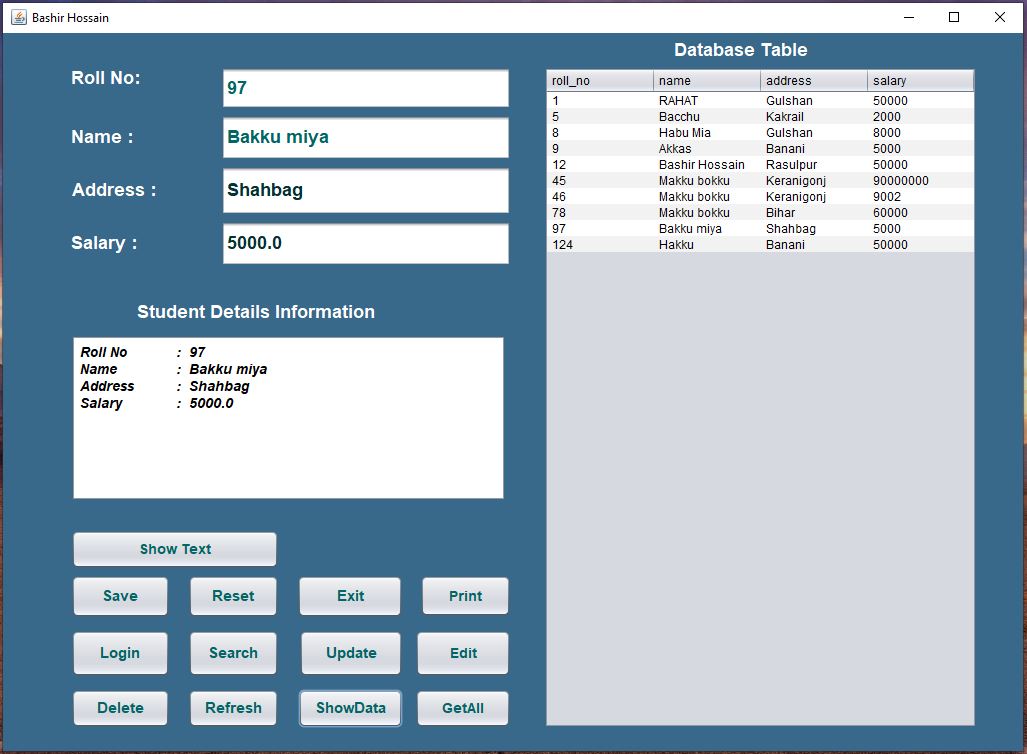 Bashir Hossain
Roll No: 97
Name : Bakku miya
Address : Shahbag
Salary : 5000.0
Student Details Information
Roll No : 97
Name : Bakku miya
Address : Shahbag
Salary : 5000.0
Show Text
Save Reset Exit Print
Login Search Update Edit
Delete Refresh ShowData GetAll
Database Table
roll_no name address salary
1 RAHAT Gulshan 50000
5 Bacchu Kakrail 2000
8 Habu Mia Gulshan 8000
9 Akkas Banani 5000
12 Bashir Hossain Rasulpur 50000
45 Makku bokku Keranigonj 90000000
46 Makku bokku Keranigonj 9002
78 Makku bokku Bihar 60000
97 Bakku miya Shahbag 5000
124 Hakku Banani 50000